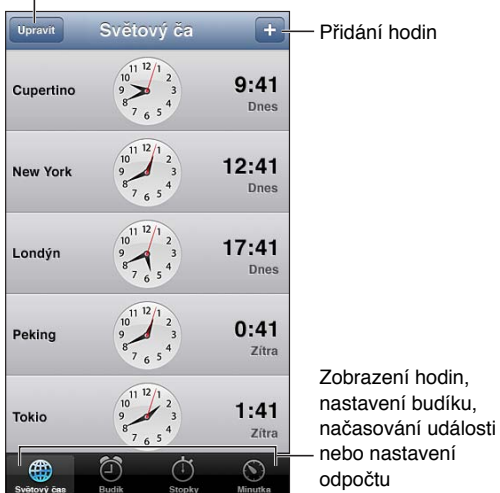 Upravit
Světový ča
+
Přidání hodin
Cupertino
9:41
Dnes
New York
12:41
Dnes
Londýn
17:41
Dnes
Peking
0:41
Zítra
Tokio
1:41
Zítra
Zobrazení hodin,
nastavení budíku,
načasování události
nebo nastavení
odpočtu
Světový čas
Budík
Stopky
Minutka